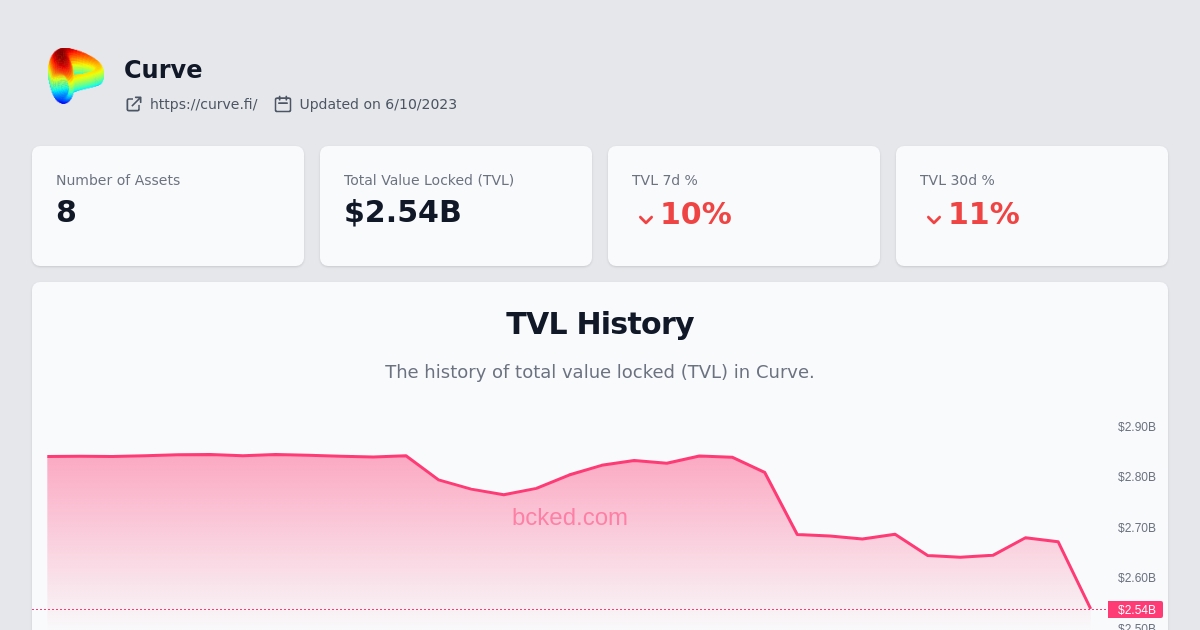 Curve
https://curve.fi/ Updated on 6/10/2023
Number of Assets
8
Total Value Locked (TVL)
$2.54B
TVL 7d %
10%
TVL 30d %
11%
TVL History
The history of total value locked (TVL) in Curve.
$2.90B
$2.80B
bcked.com
$2.70B
$2.60B
$2.54B
$2.50B